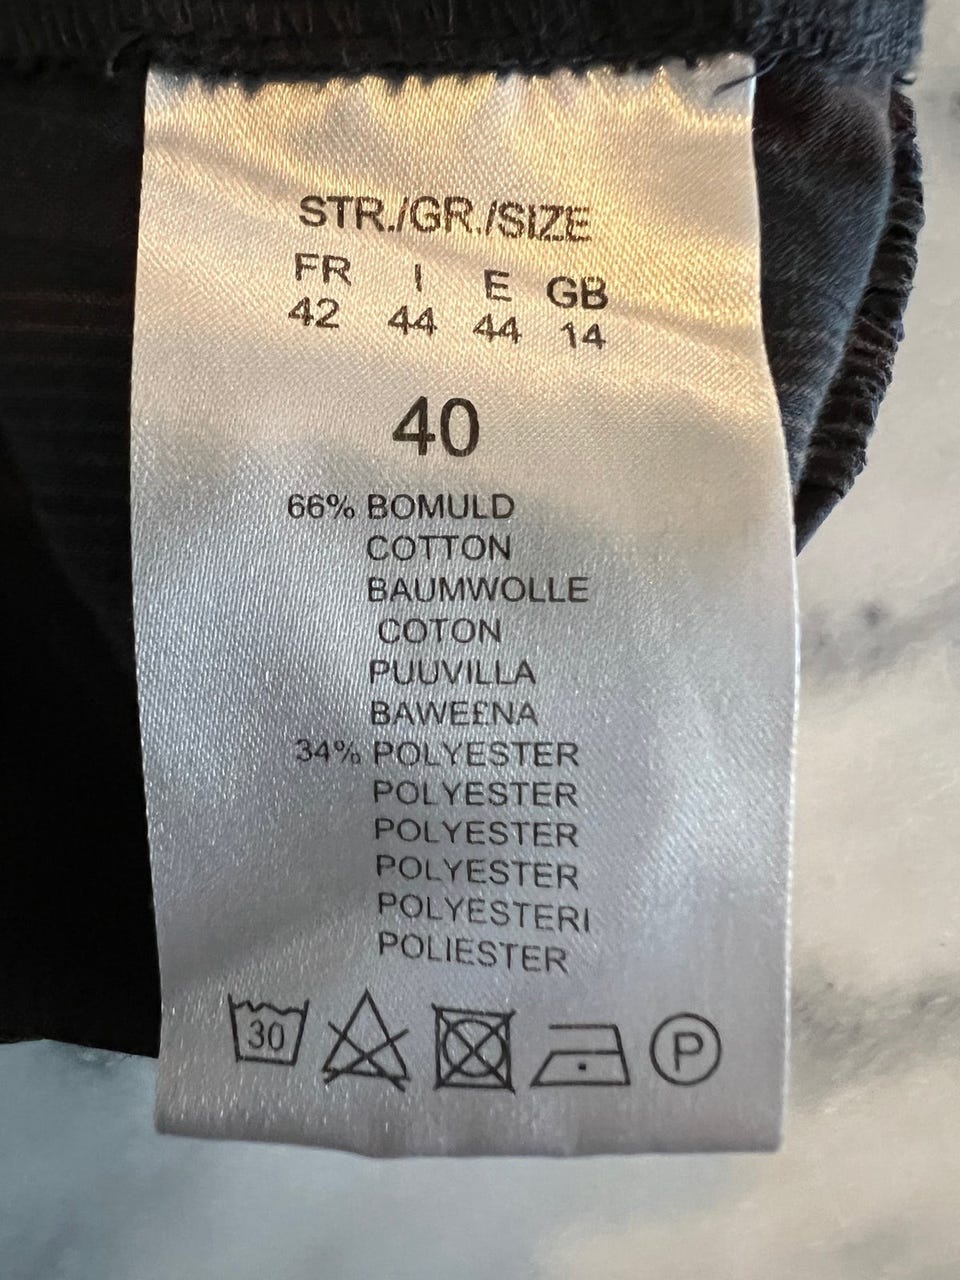 STR./GR./SIZE
FR I E GB
42 44 44 14
40
66% BOMULD
COTTON
BAUMWOLLE
COTON
PUUVILLA
BAWEŁNA
34% POLYESTER
POLYESTER
POLYESTER
POLYESTER
POLYESTERI
POLIESTER
30 P